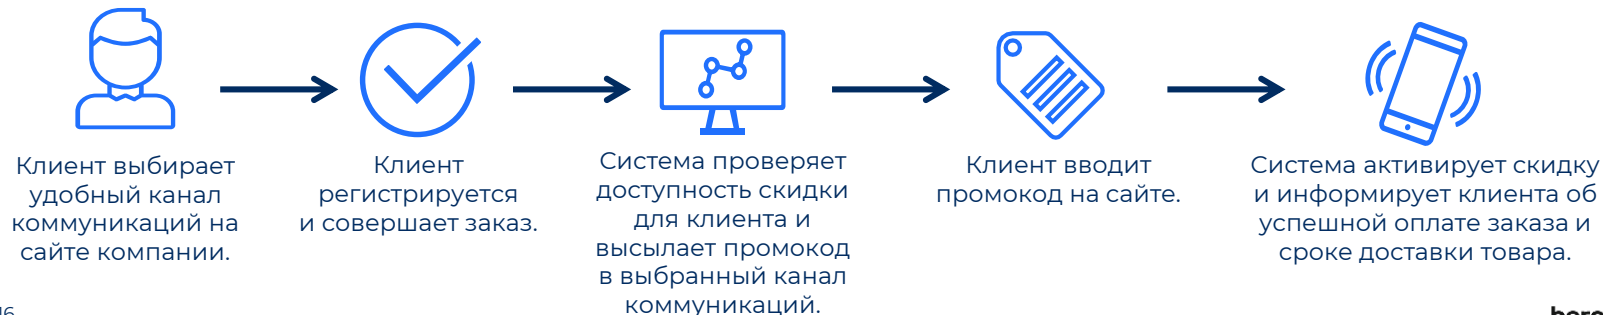 Клиент выбирает
удобный канал
коммуникаций на
сайте компании.
Клиент
регистрируется
и совершает заказ.
Система проверяет
доступность скидки
для клиента и
высылает промокод
в выбранный канал
коммуникаций.
Клиент вводит
промокод на сайте.
Система активирует скидку
и информирует клиента об
успешной оплате заказа и
сроке доставки товара.